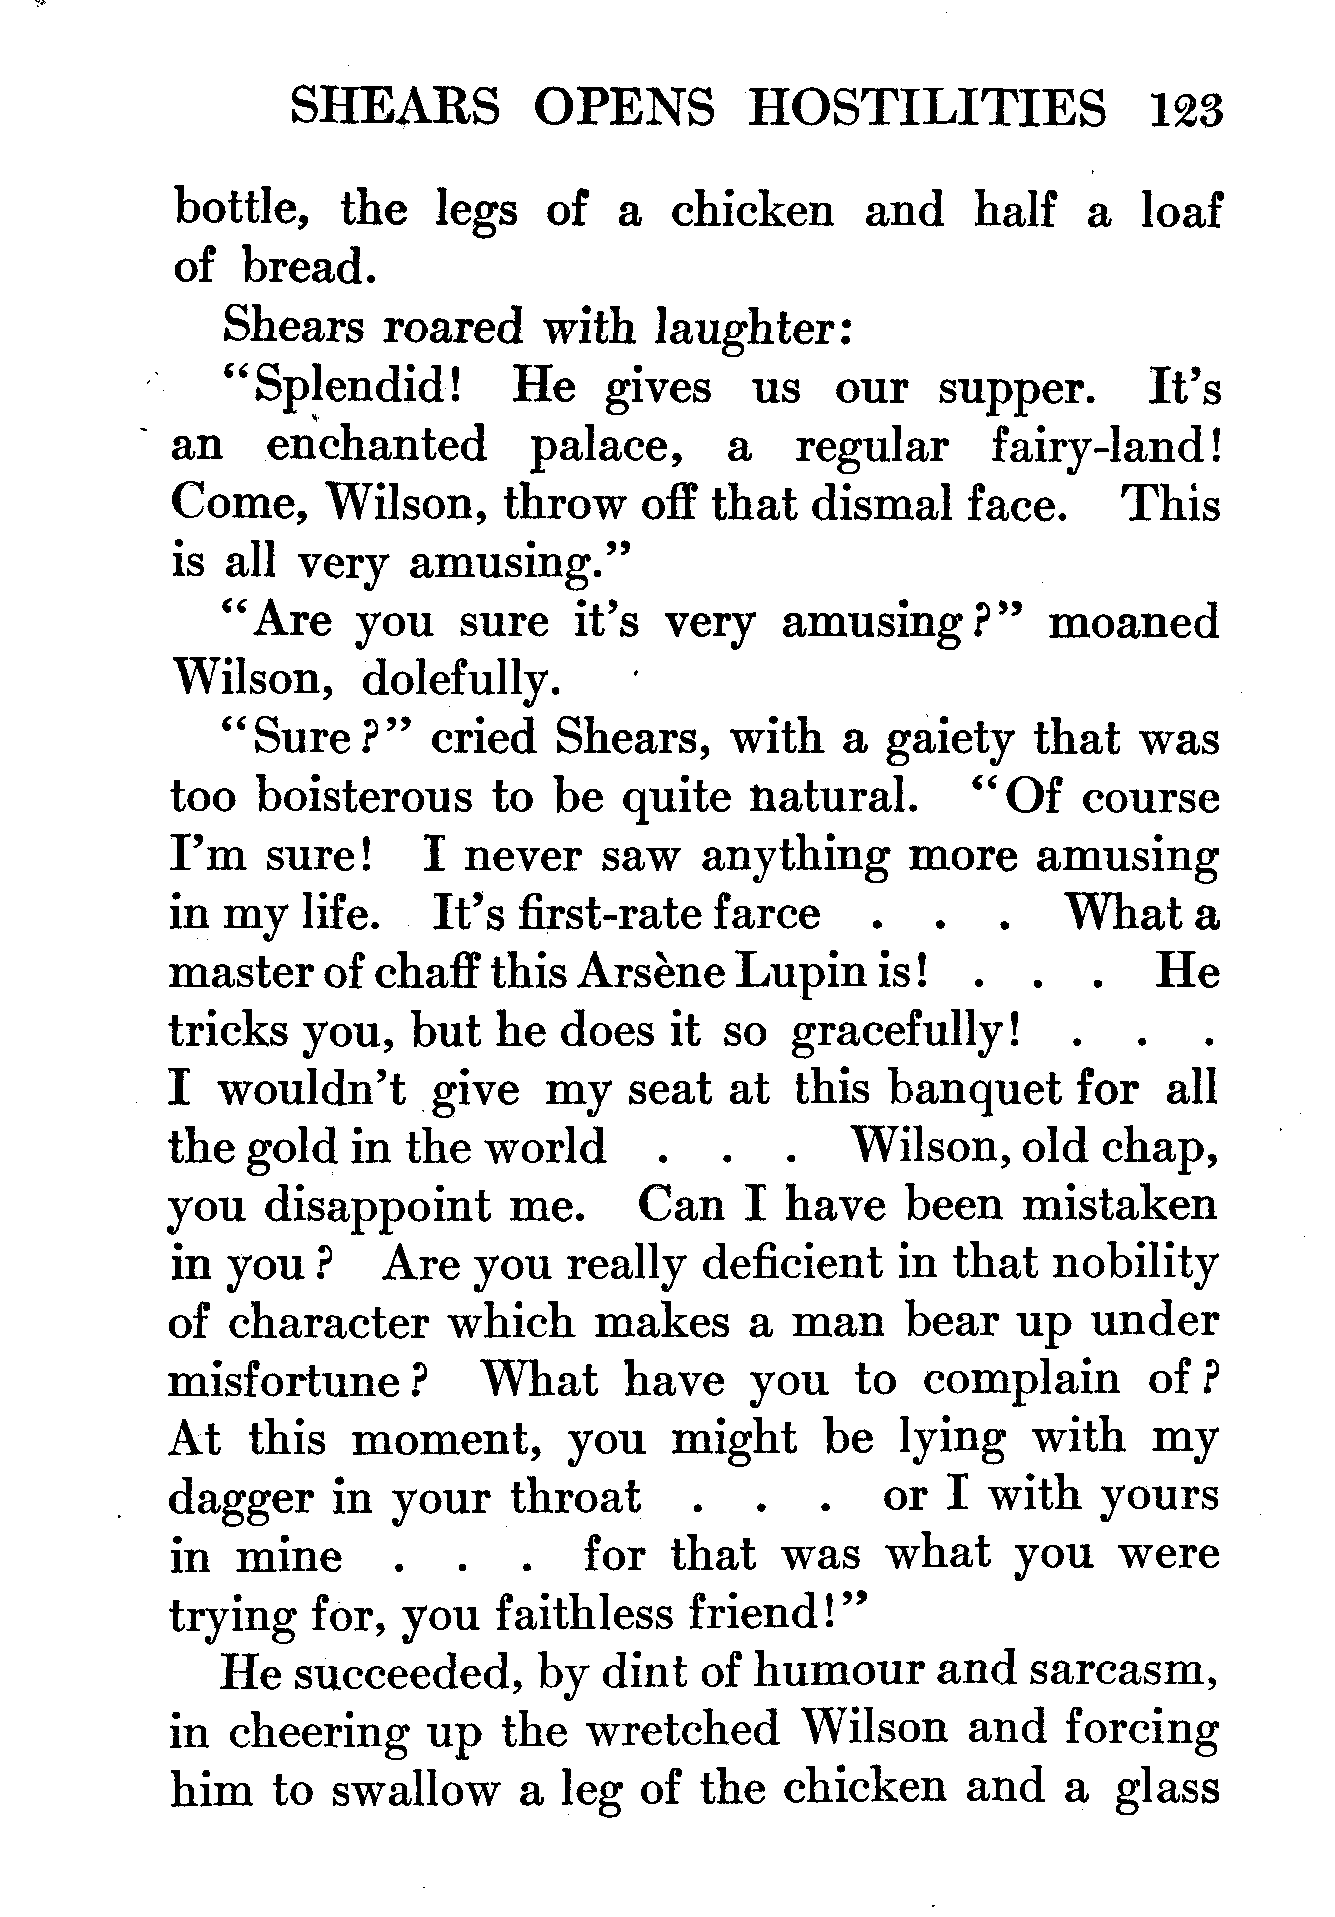 SHEARS OPENS HOSTILITIES 123
bottle, the legs of a chicken and half a loaf
of bread.
Shears roared with laughter:
"Splendid! He gives us our supper. It's
an enchanted palace, a regular fairy-land!
Come, Wilson, throw off that dismal face. This
is all very amusing."
"Are you sure it's very amusing?" moaned
Wilson, dolefully.
"Sure?" cried Shears, with a gaiety that was
too boisterous to be quite natural. "Of course
I'm sure! I never saw anything more amusing
in my life. It's first-rate farce . . . What a
master of chaff this Arsène Lupin is! . . . He
tricks you, but he does it so gracefully! . . .
I wouldn't give my seat at this banquet for all
the gold in the world . . . Wilson, old chap,
you disappoint me. Can I have been mistaken
in you? Are you really deficient in that nobility
of character which makes a man bear up under
misfortune? What have you to complain of?
At this moment, you might be lying with my
dagger in your throat . . . or I with yours
in mine . . . for that was what you were
trying for, you faithless friend!"
He succeeded, by dint of humour and sarcasm,
in cheering up the wretched Wilson and forcing
him to swallow a leg of the chicken and a glass